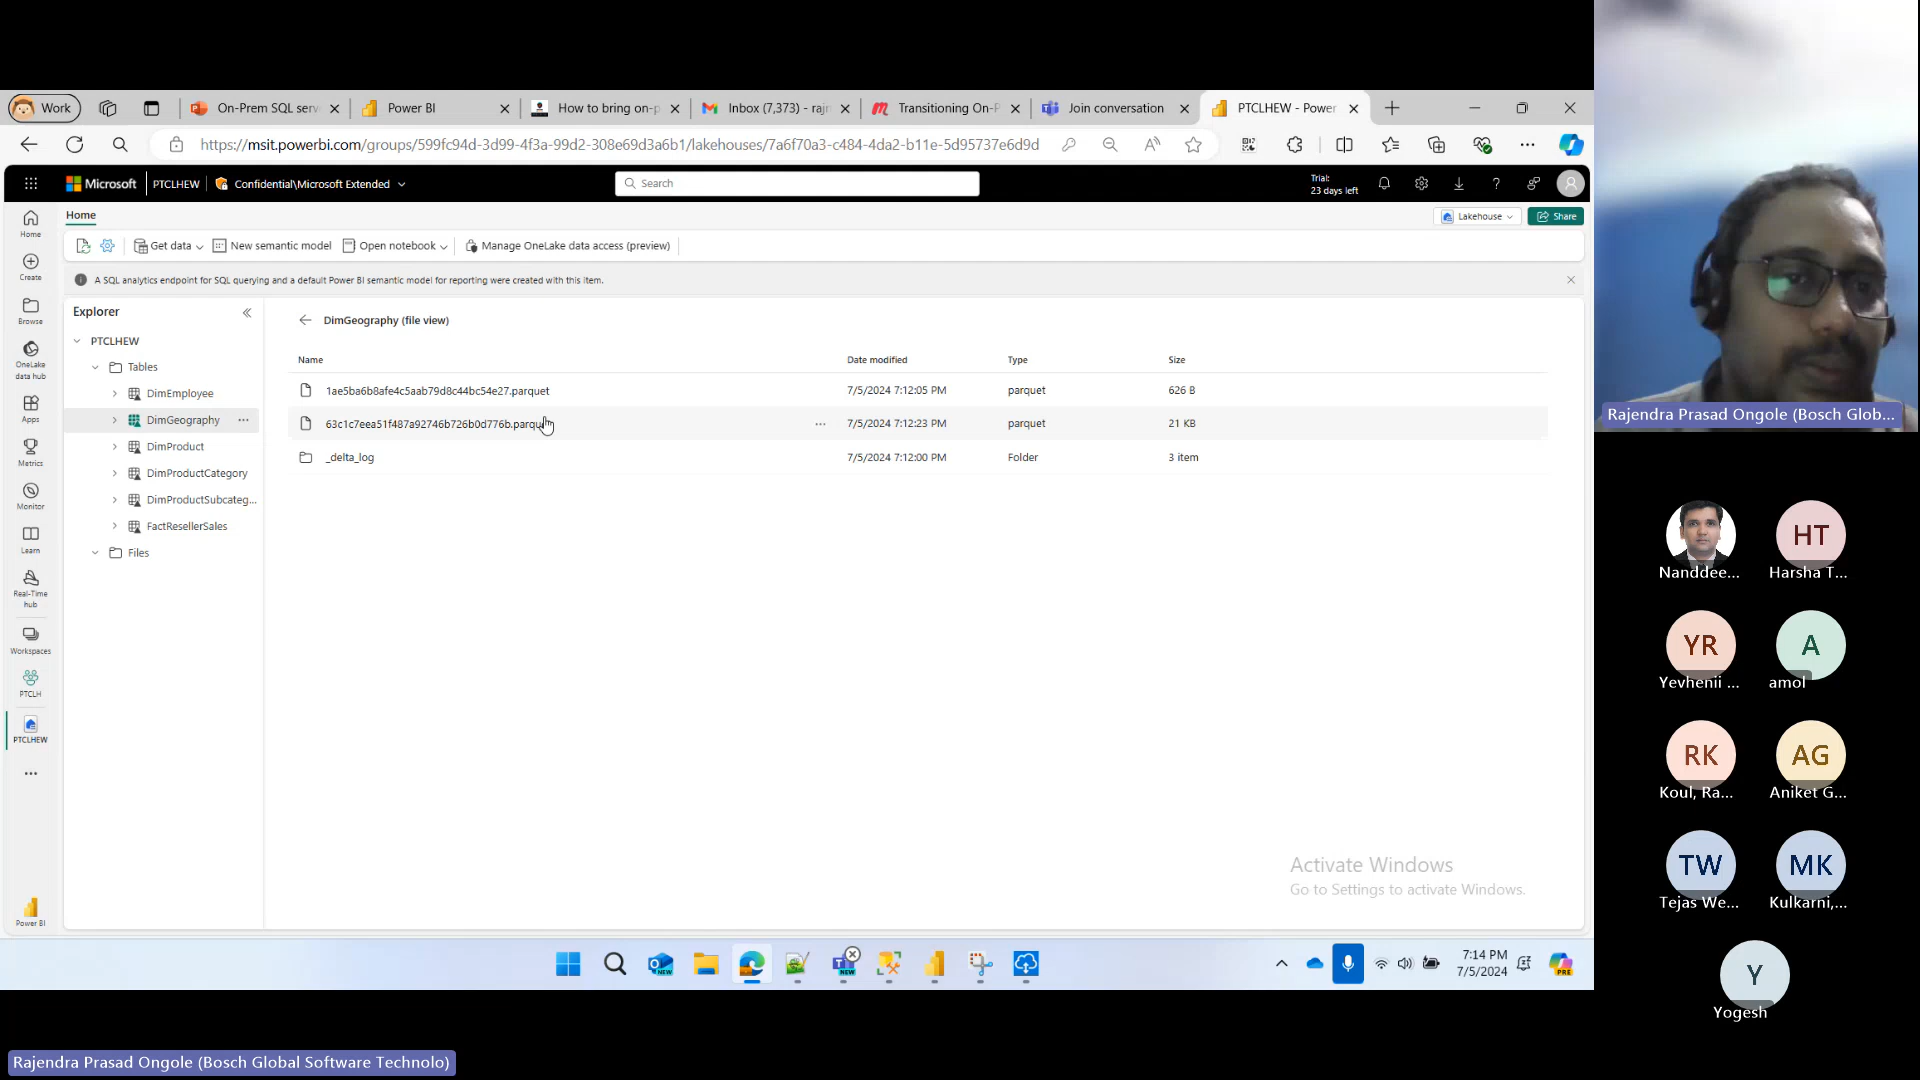 Work
On-Prem SQL serv
Power BI
How to bring on-p
Inbox (7,373) - rajn
Transitioning On-P
Join conversation
PTCLHEW - Power
https://msit.powerbi.com/groups/599fc94d-3d99-4f3a-99d2-308e69d3a6b1/lakehouses/7a6f70a3-c484-4da2-b11e-5d95737e6d9d
Microsoft
PTCLHEW
Confidential\Microsoft Extended
Search
Trial:
23 days left
Home
Lakehouse
Share
Get data
New semantic model
Open notebook
Manage OneLake data access (preview)
A SQL analytics endpoint for SQL querying and a default Power BI semantic model for reporting were created with this item.
Home
Create
Browse
OneLake
data hub
Apps
Metrics
Monitor
Learn
Real-Time
hub
Workspaces
PTCLH
PTCLHEW
Power BI
Explorer
PTCLHEW
Tables
DimEmployee
DimGeography
DimProduct
DimProductCategory
DimProductSubcateg...
FactResellerSales
Files
DimGeography (file view)
Name Date modified Type Size
1ae5ba6b8afe4c5aab79d8c44bc54e27.parquet 7/5/2024 7:12:05 PM parquet 626 B
63c1c7eea51f487a92746b726b0d776b.parquet 7/5/2024 7:12:23 PM parquet 21 KB
_delta_log 7/5/2024 7:12:00 PM Folder 3 item
Activate Windows
Go to Settings to activate Windows.
NEW
NEW
7:14 PM
7/5/2024
PRE
Rajendra Prasad Ongole (Bosch Glob...
Nanddee...
HT
Harsha T...
YR
Yevhenii ...
A
amol
RK
Koul, Ra...
AG
Aniket G...
TW
Tejas We...
MK
Kulkarni,...
Y
Yogesh
Rajendra Prasad Ongole (Bosch Global Software Technolo)